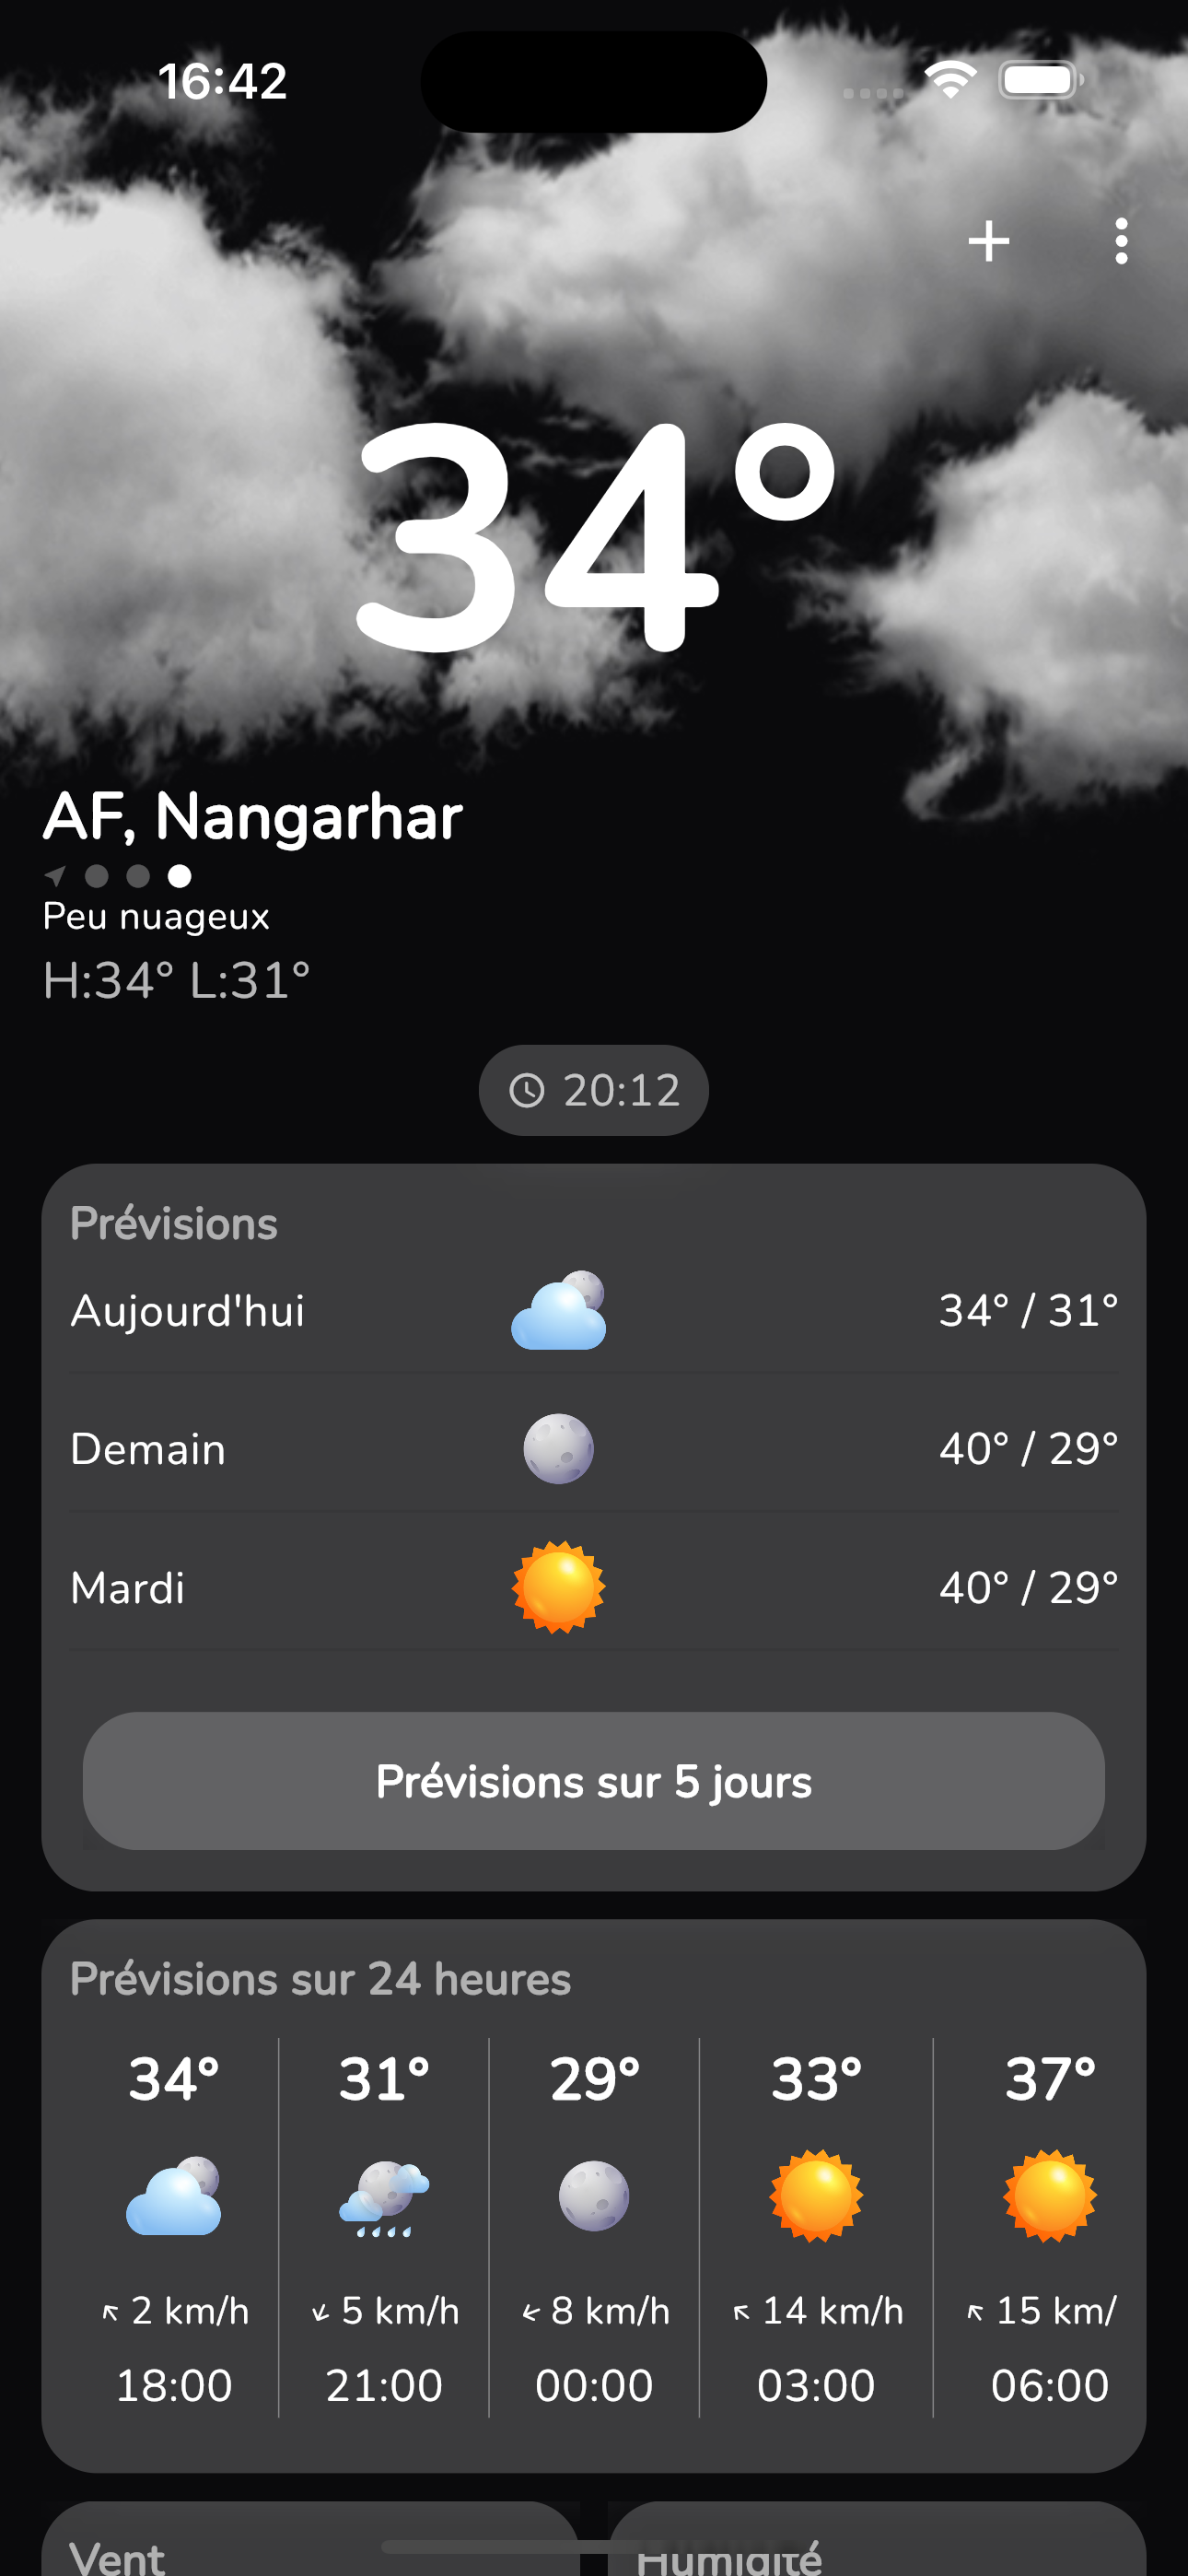 16:42
34°
AF, Nangarhar
Peu nuageux
H:34° L:31°
20:12
Prévisions
Aujourd'hui 34° / 31°
Demain 40° / 29°
Mardi 40° / 29°
Prévisions sur 5 jours
Prévisions sur 24 heures
34° 31° 29° 33° 37°
2 km/h 5 km/h 8 km/h 14 km/h 15 km/
18:00 21:00 00:00 03:00 06:00
Vent Humidité